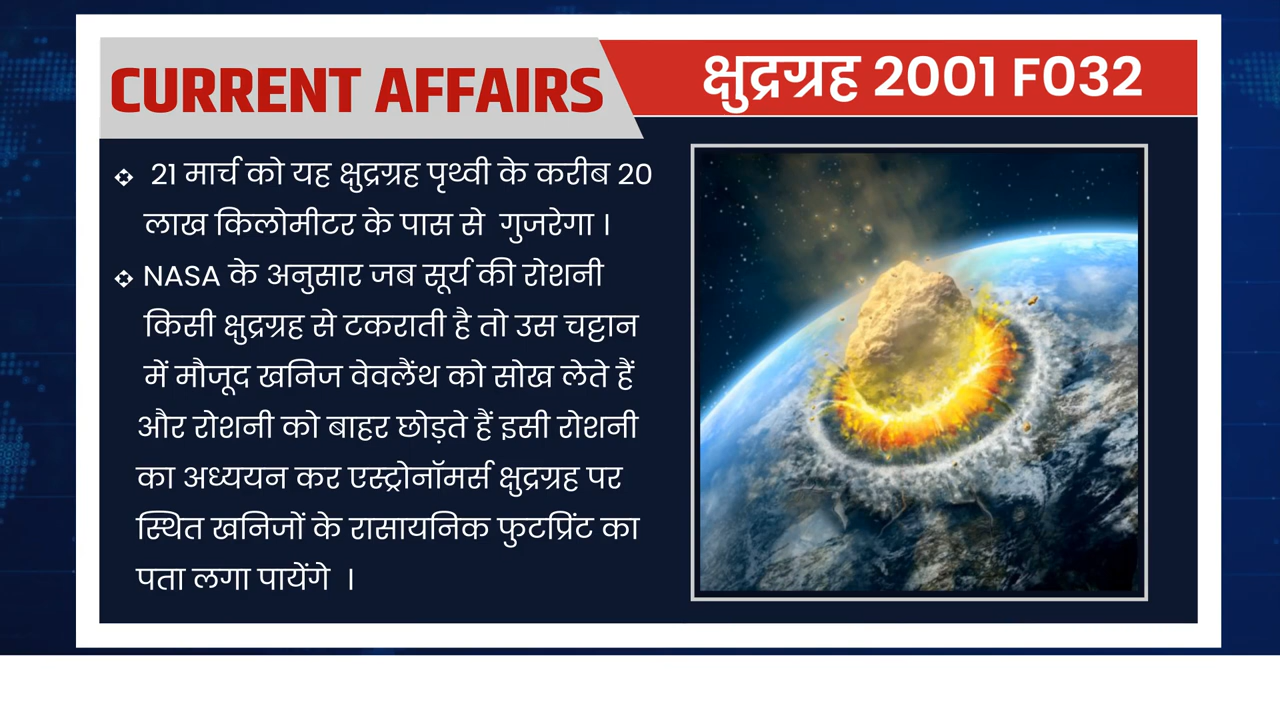 CURRENT AFFAIRS
क्षुद्रग्रह 2001 F032
21 मार्च को यह क्षुद्रग्रह पृथ्वी के करीब 20
लाख किलोमीटर के पास से गुजरेगा ।
NASA के अनुसार जब सूर्य की रोशनी
किसी क्षुद्रग्रह से टकराती है तो उस चट्टान
में मौजूद खनिज वेवलैंथ को सोख लेते हैं
और रोशनी को बाहर छोड़ते हैं इसी रोशनी
का अध्ययन कर एस्ट्रोनॉमर्स क्षुद्रग्रह पर
स्थित खनिजों के रासायनिक फुटप्रिंट का
पता लगा पायेंगे ।